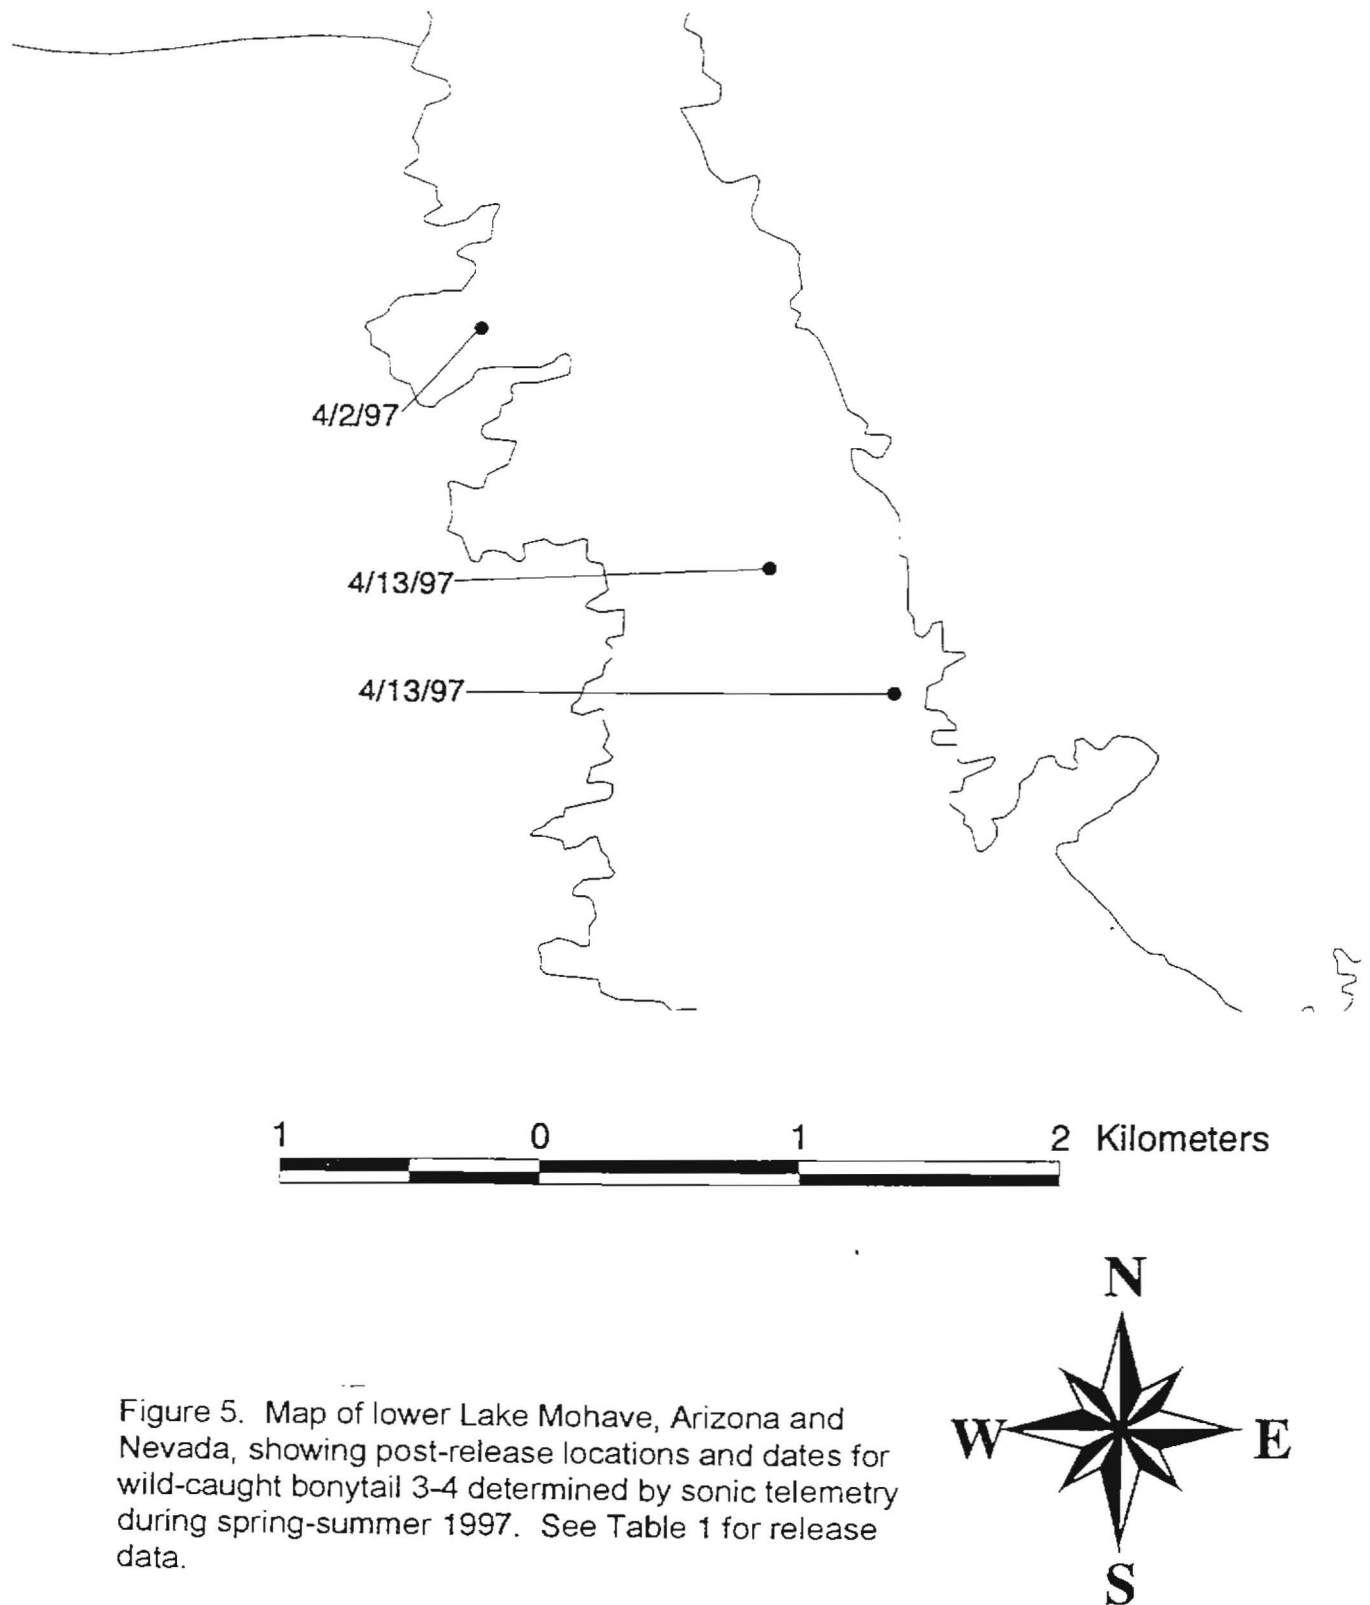 4/2/97
4/13/97
4/13/97
1 0 1 2 Kilometers
N
W E
S
Figure 5. Map of lower Lake Mohave, Arizona and
Nevada, showing post-release locations and dates for
wild-caught bonytail 3-4 determined by sonic telemetry
during spring-summer 1997. See Table 1 for release
data.